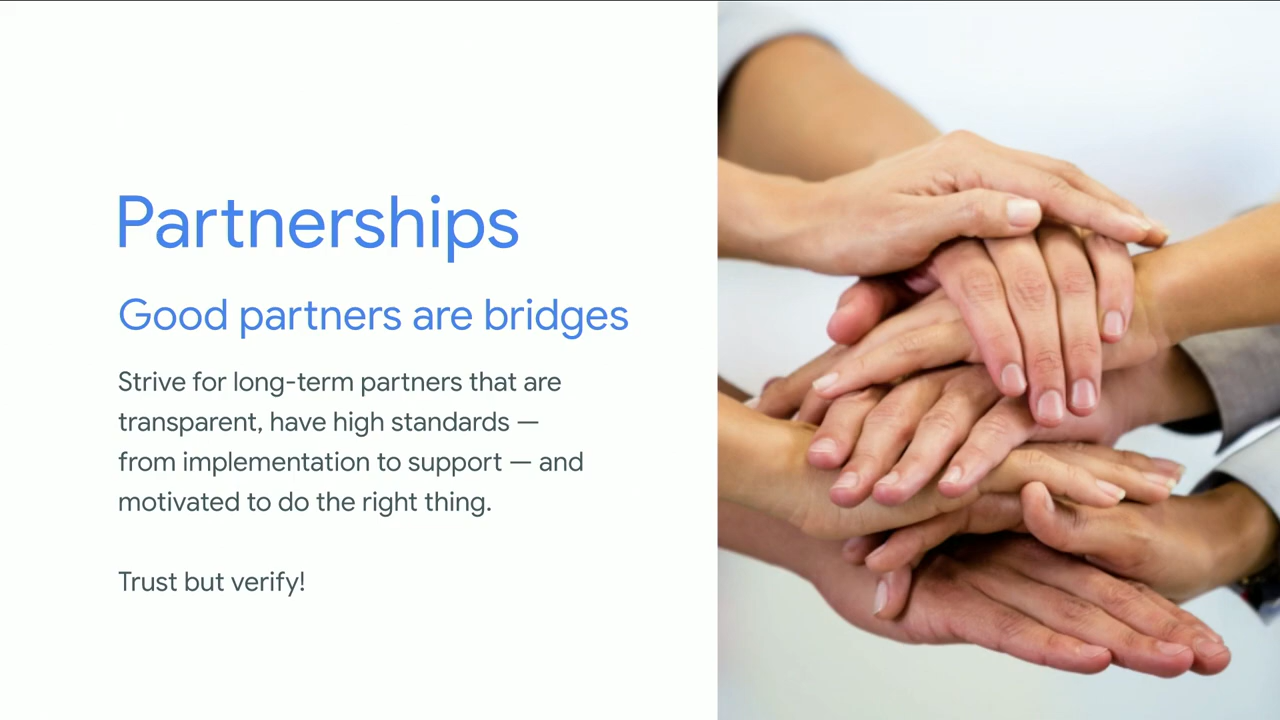 Partnerships
Good partners are bridges
Strive for long-term partners that are
transparent, have high standards —
from implementation to support — and
motivated to do the right thing.
Trust but verify!